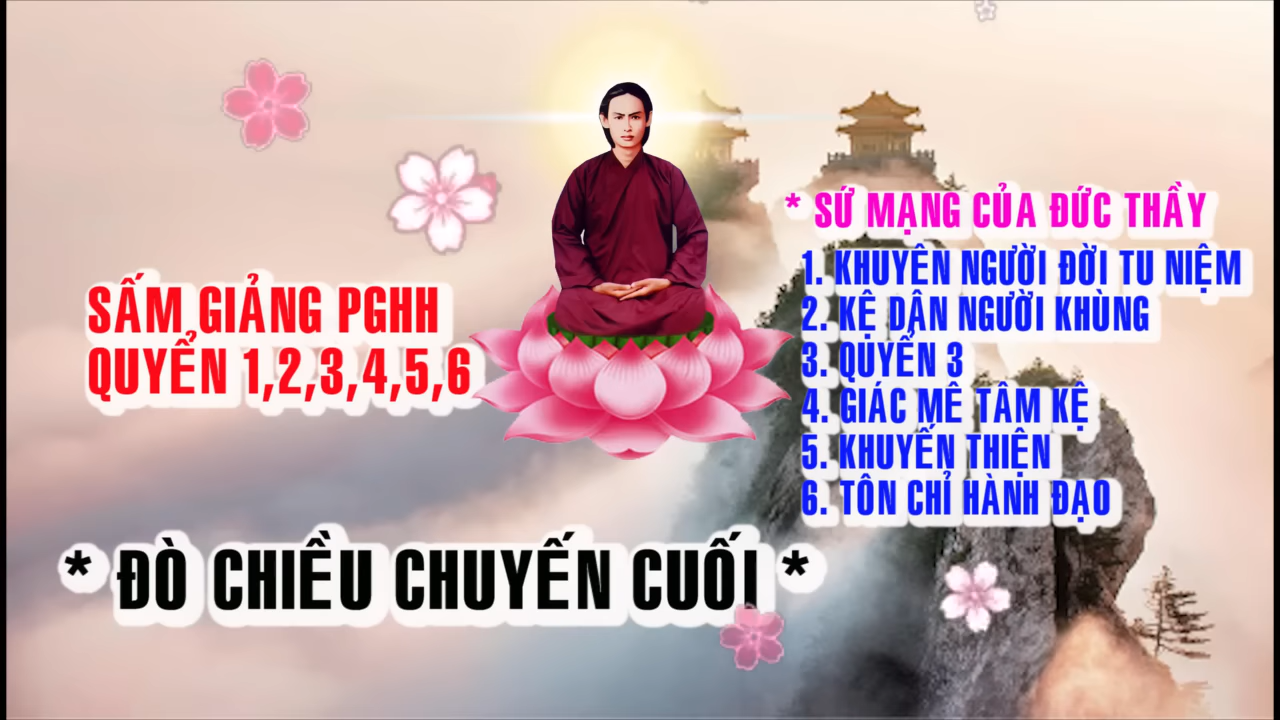 SẤM GIẢNG PGHH
QUYỂN 1,2,3,4,5,6
* SỨ MẠNG CỦA ĐỨC THẦY
1. KHUYÊN NGƯỜI ĐỜI TU NIỆM
2. KỆ DÂN NGƯỜI KHÙNG
3. QUYỂN 3
4. GIÁC MÊ TÂM KỆ
5. KHUYẾN THIỆN
6. TÔN CHỈ HÀNH ĐẠO
* ĐÒ CHIỀU CHUYẾN CUỐI *